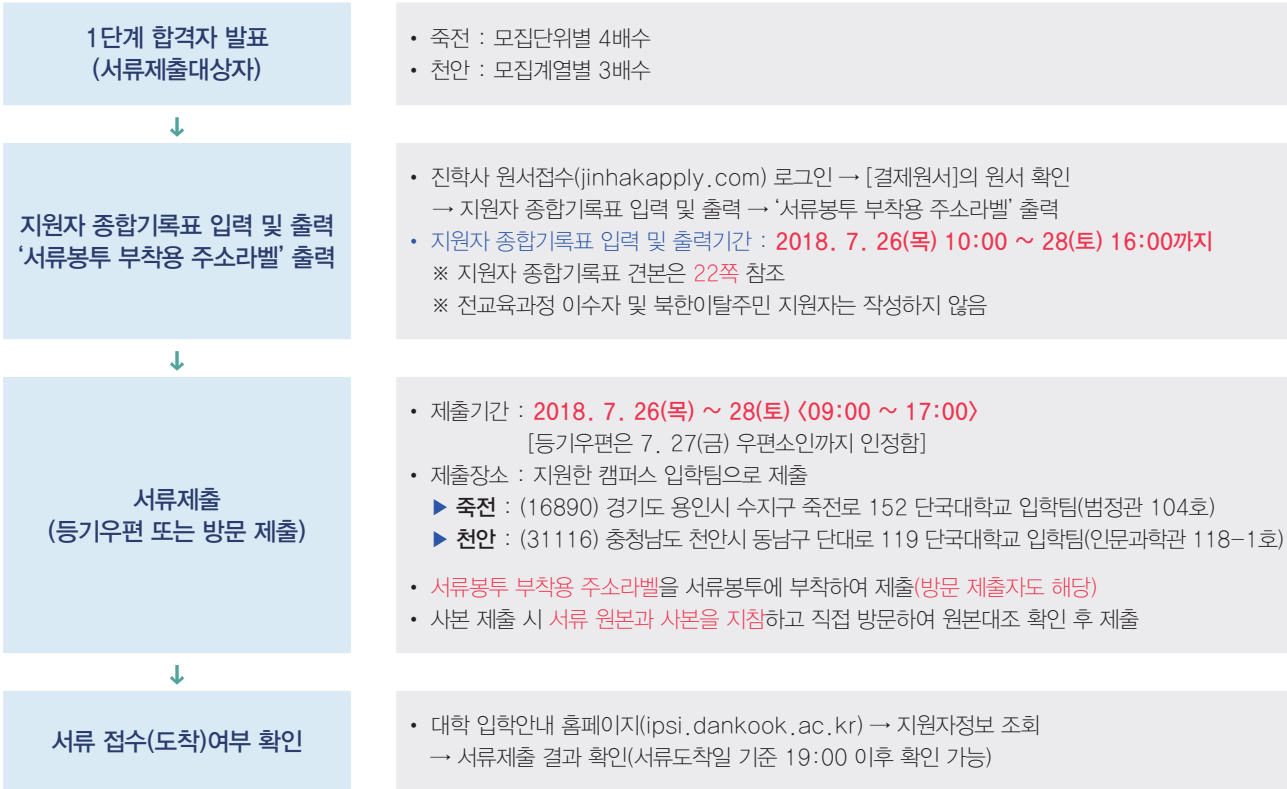 1단계 합격자 발표
(서류제출대상자)
• 죽전 : 모집단위별 4배수
• 천안 : 모집계열별 3배수
↓
지원자 종합기록표 입력 및 출력
‘서류봉투 부착용 주소라벨’ 출력
• 진학사 원서접수(jinhakapply.com) 로그인 → [결제원서]의 원서 확인
→ 지원자 종합기록표 입력 및 출력 → ‘서류봉투 부착용 주소라벨’ 출력
• 지원자 종합기록표 입력 및 출력기간 : 2018. 7. 26(목) 10:00 ~ 28(토) 16:00까지
※ 지원자 종합기록표 견본은 22쪽 참조
※ 전교육과정 이수자 및 북한이탈주민 지원자는 작성하지 않음
↓
서류제출
(등기우편 또는 방문 제출)
• 제출기간 : 2018. 7. 26(목) ~ 28(토) 〈09:00 ~ 17:00〉
[등기우편은 7. 27(금) 우편소인까지 인정함]
• 제출장소 : 지원한 캠퍼스 입학팀으로 제출
▶ 죽전 : (16890) 경기도 용인시 수지구 죽전로 152 단국대학교 입학팀(범정관 104호)
▶ 천안 : (31116) 충청남도 천안시 동남구 단대로 119 단국대학교 입학팀(인문과학관 118-1호)
• 서류봉투 부착용 주소라벨을 서류봉투에 부착하여 제출(방문 제출자도 해당)
• 사본 제출 시 서류 원본과 사본을 지참하고 직접 방문하여 원본대조 확인 후 제출
↓
서류 접수(도착)여부 확인
• 대학 입학안내 홈페이지(ipsi.dankook.ac.kr) → 지원자정보 조회
→ 서류제출 결과 확인(서류도착일 기준 19:00 이후 확인 가능)